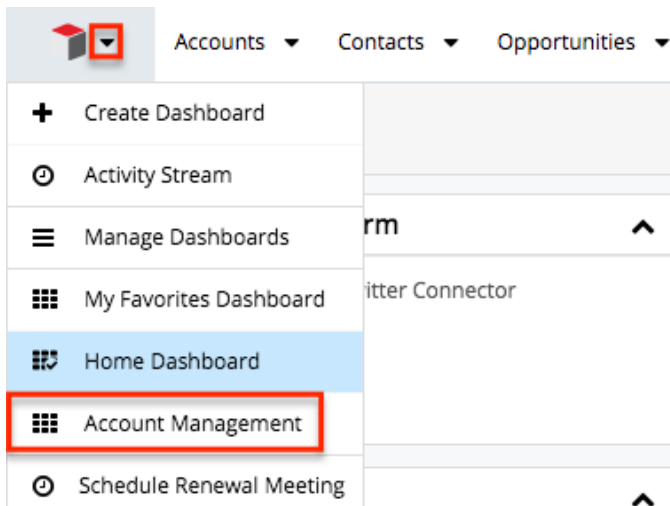 Accounts Contacts Opportunities
Create Dashboard
Activity Stream
Manage Dashboards
rm
My Favorites Dashboard
itter Connector
Home Dashboard
Account Management
Schedule Renewal Meeting